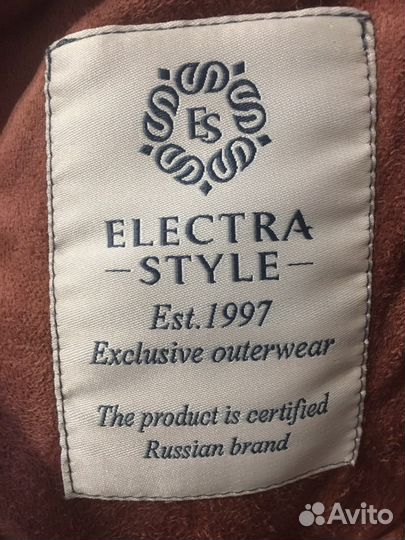 ES
ELECTRA
- STYLE -
Est.1997
Exclusive outerwear
The product is certified
Russian brand
Avito